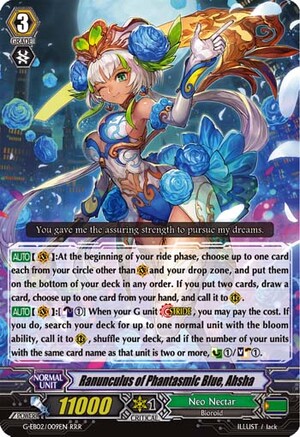 3
GRADE
You gave me the assuring strength to pursue my dreams.
AUTO 1:At the beginning of your ride phase, choose up to one card
each from your circle other than and your drop zone, and put them
on the bottom of your deck in any order. If you put two cards, draw a
card, choose up to one card from your hand, and call it to .
AUTO 1: [ 1 ] When your G unit STRIDE, you may pay the cost. If
you do, search your deck for up to one normal unit with the bloom
ability, call it to , shuffle your deck, and if the number of your units
with the same card name as that unit is two or more,
NORMAL UNIT
Ranunculus of Phantasmic Blue, Ahsha
POWER 11000
1
CRITICAL
Neo Nectar
Bioroid
G-EB02/009EN RRR
ILLUST / Jack